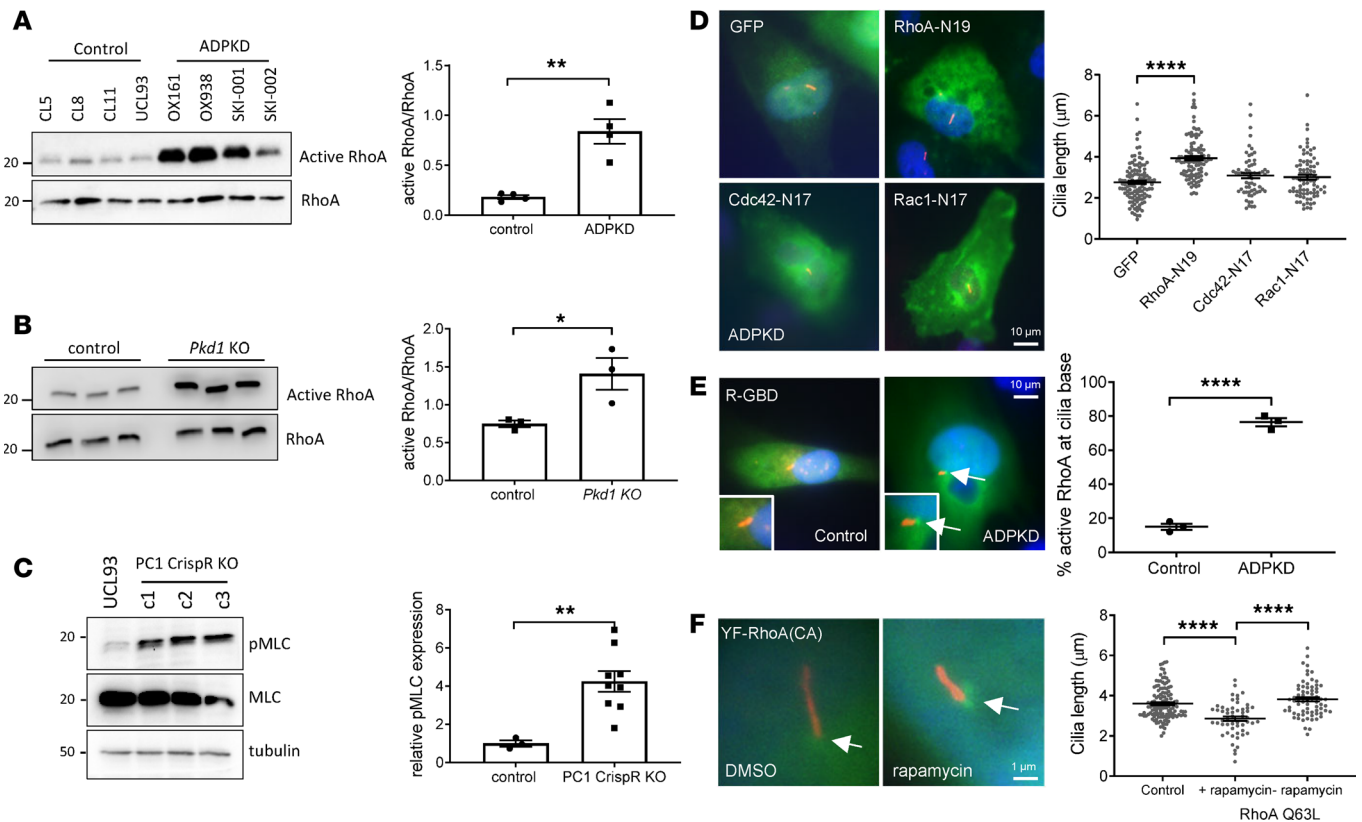 A
Control
ADPKD
CL5
CL8
CL11
UCL93
OX161
OX938
SKI-001
SKI-002
20
Active RhoA
20
RhoA
active RhoA/RhoA
1.5
1.0
0.5
0.0
**
control
ADPKD
B
control
Pkd1 KO
20
Active RhoA
20
RhoA
active RhoA/RhoA
2.0
1.5
1.0
0.5
0.0
*
control
Pkd1 KO
C
UCL93
PC1 CrispR KO
c1
c2
c3
20
pMLC
20
MLC
50
tubulin
relative pMLC expression
8
6
4
2
0
**
control
PC1 CrispR KO
D
GFP
RhoA-N19
Cdc42-N17
Rac1-N17
ADPKD
10 µm
Cilia length (µm)
8
6
4
2
0
****
GFP
RhoA-N19
Cdc42-N17
Rac1-N17
E
R-GBD
10 µm
Control
ADPKD
% active RhoA at cilia base
100
80
60
40
20
0
****
Control
ADPKD
F
YF-RhoA(CA)
DMSO
rapamycin
1 µm
Cilia length (µm)
8
6
4
2
0
****
****
Control
+ rapamycin
- rapamycin
RhoA Q63L